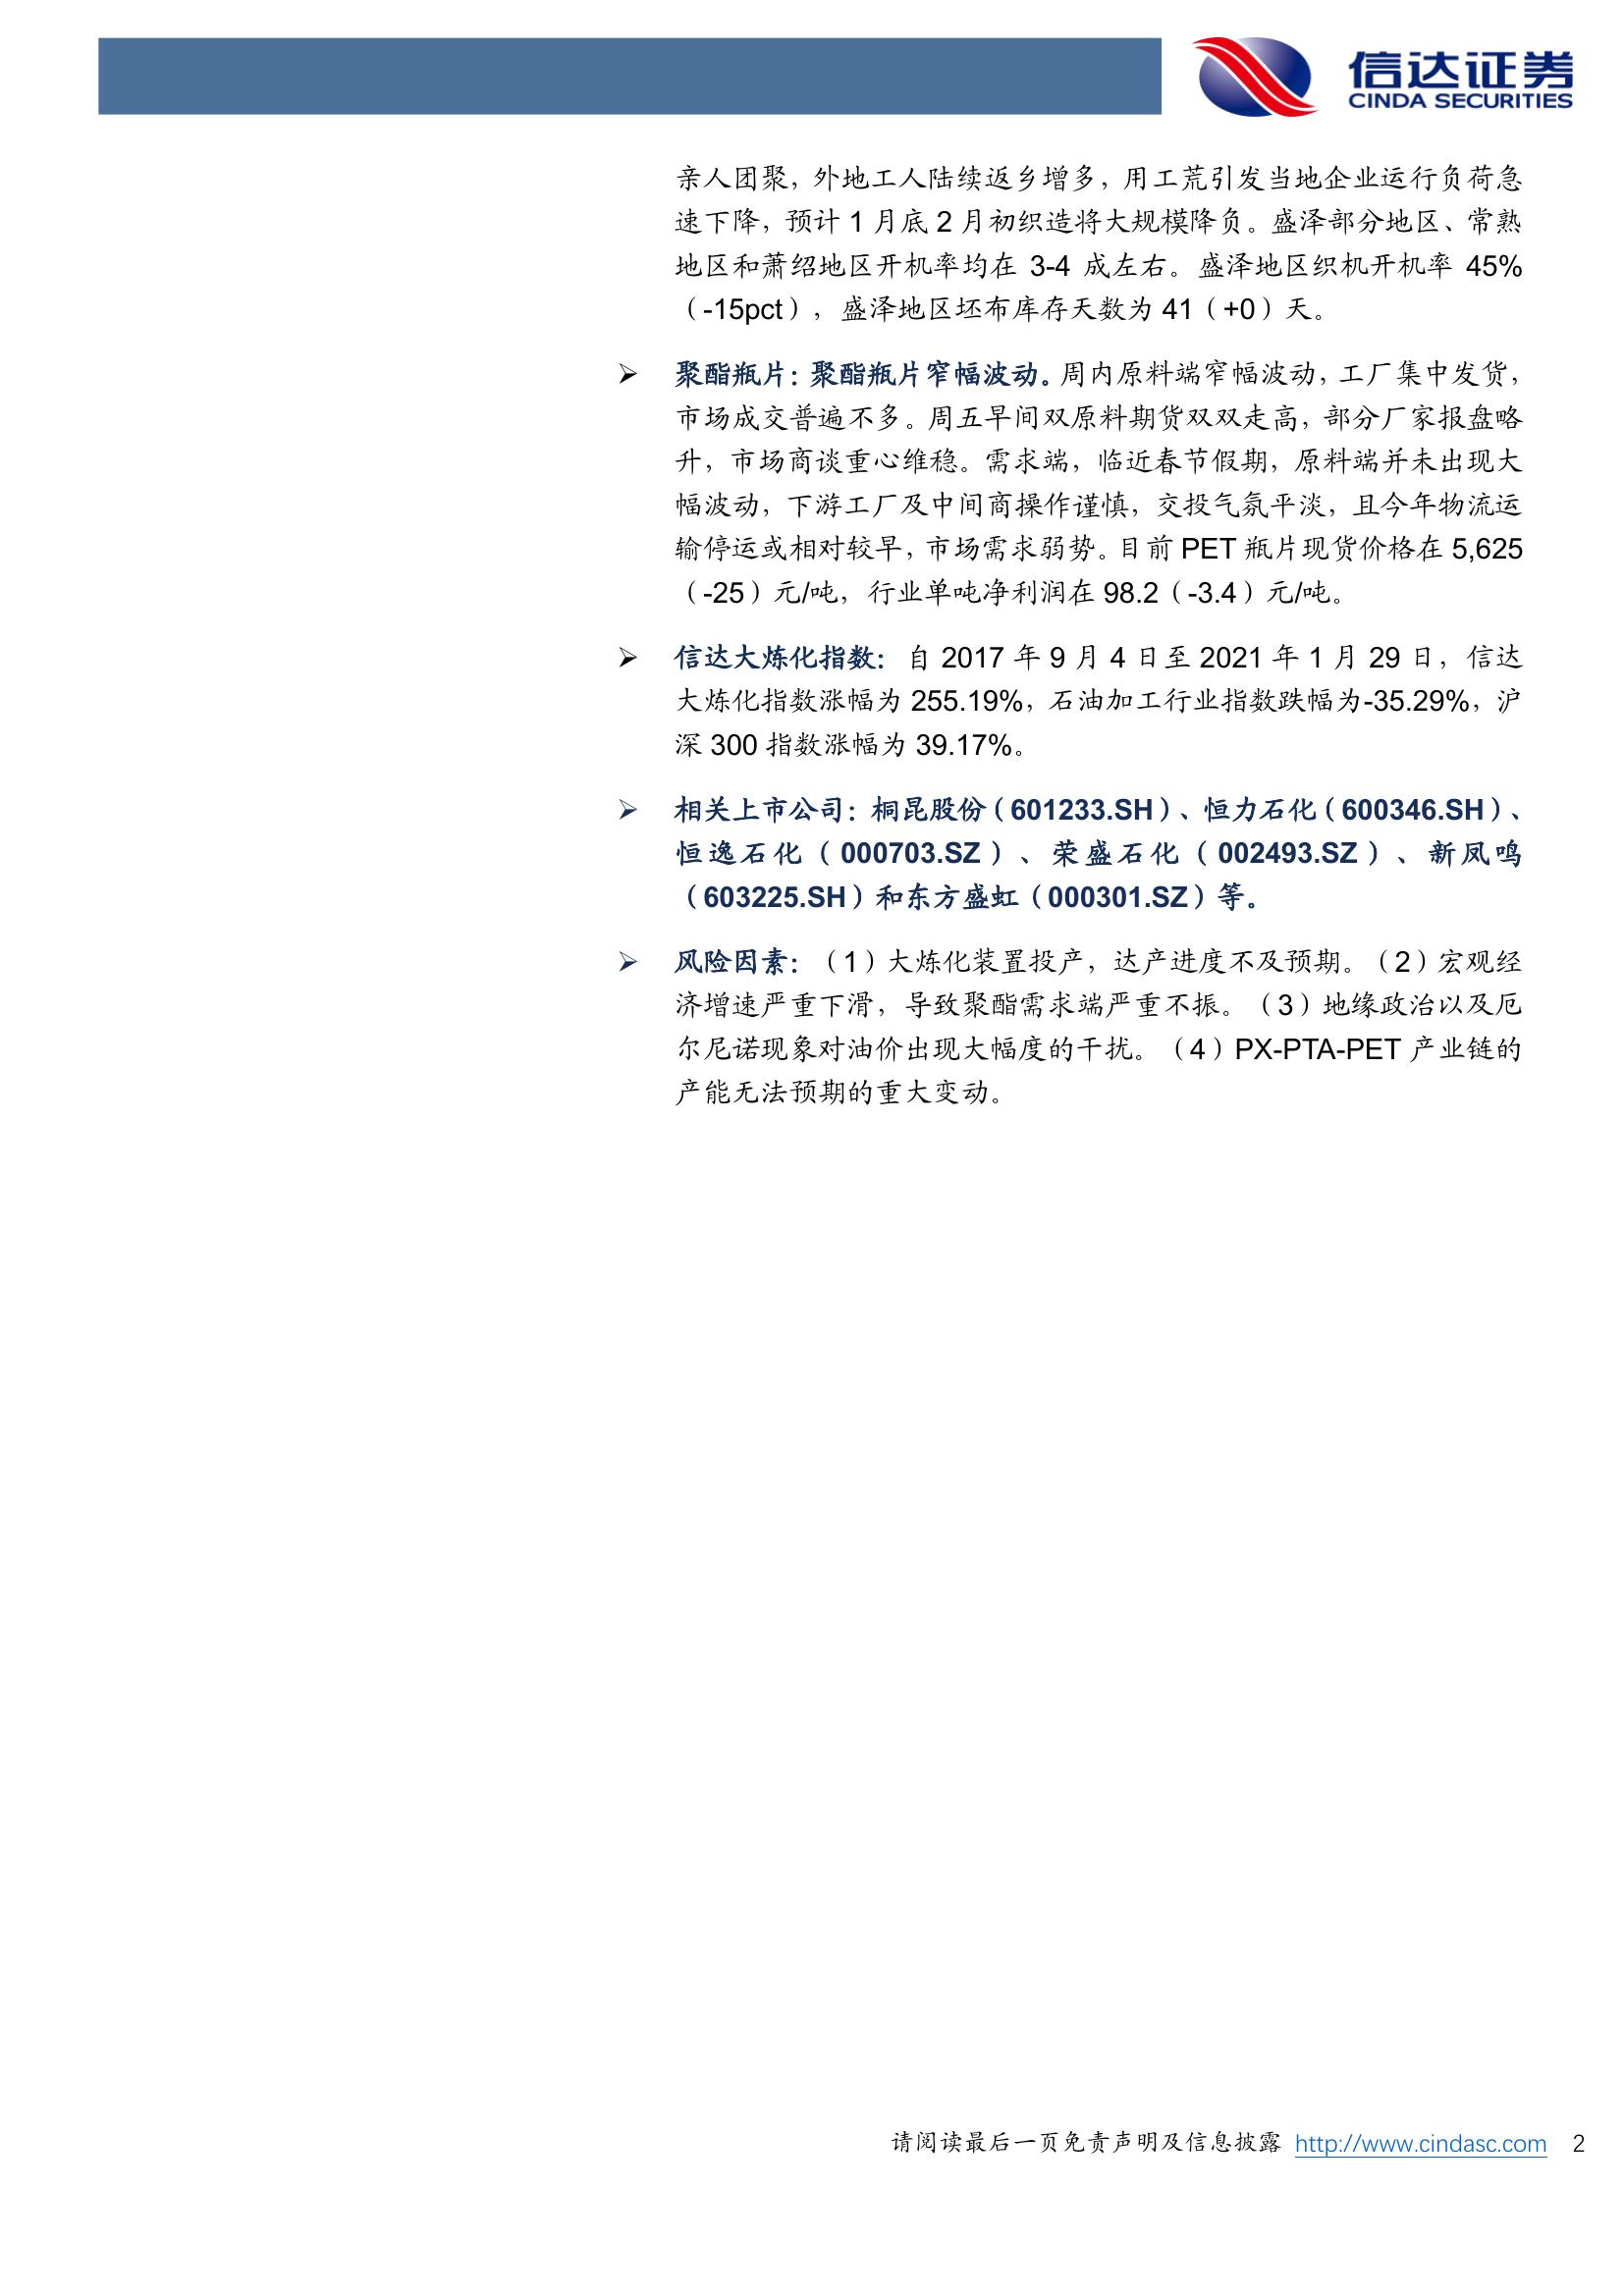 信达证券
CINDA SECURITIES
亲人团聚，外地工人陆续返乡增多，用工荒引发当地企业运行负荷急
速下降，预计 1 月底 2 月初织造将大规模降负。盛泽部分地区、常熟
地区和萧绍地区开机率均在 3-4 成左右。盛泽地区织机开机率 45%
（-15pct），盛泽地区坯布库存天数为 41（+0）天。
➢ 聚酯瓶片：聚酯瓶片窄幅波动。周内原料端窄幅波动，工厂集中发货，
市场成交普遍不多。周五早间双原料期货双双走高，部分厂家报盘略
升，市场商谈重心维稳。需求端，临近春节假期，原料端并未出现大
幅波动，下游工厂及中间商操作谨慎，交投气氛平淡，且今年物流运
输停运或相对较早，市场需求弱势。目前 PET 瓶片现货价格在 5,625
（-25）元/吨，行业单吨净利润在 98.2（-3.4）元/吨。
➢ 信达大炼化指数：自 2017 年 9 月 4 日至 2021 年 1 月 29 日，信达
大炼化指数涨幅为 255.19%，石油加工行业指数跌幅为-35.29%，沪
深 300 指数涨幅为 39.17%。
➢ 相关上市公司：桐昆股份（601233.SH）、恒力石化（600346.SH）、
恒逸石化（000703.SZ）、荣盛石化（002493.SZ）、新凤鸣
（603225.SH）和东方盛虹（000301.SZ）等。
➢ 风险因素：（1）大炼化装置投产，达产进度不及预期。（2）宏观经
济增速严重下滑，导致聚酯需求端严重不振。（3）地缘政治以及厄
尔尼诺现象对油价出现大幅度的干扰。（4）PX-PTA-PET 产业链的
产能无法预期的重大变动。
请阅读最后一页免责声明及信息披露 http://www.cindasc.com 2